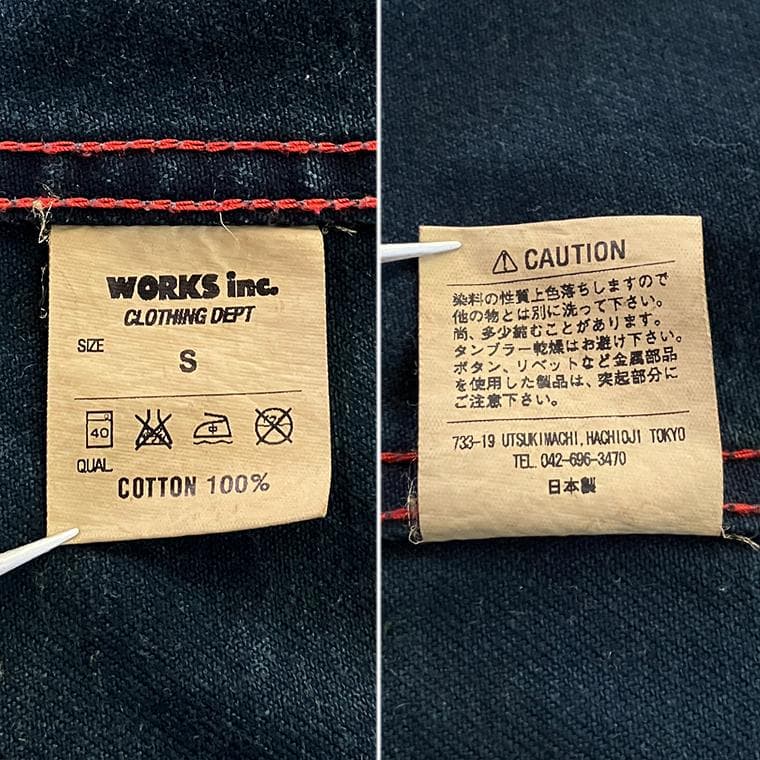 WORKS inc.
CLOTHING DEPT
SIZE
S
40
QUAL
COTTON 100%
CAUTION
染料の性質上色落ちしますので
他の物とは別に洗って下さい。
尚、多少縮むことがあります。
タンブラー乾燥はお避け下さい。
ボタン、リベットなど金属部品
を使用した製品は、突起部分に
ご注意下さい。
733-19 UTSUKIMACHI, HACHIOJI TOKYO
TEL 042-696-3470
日本製